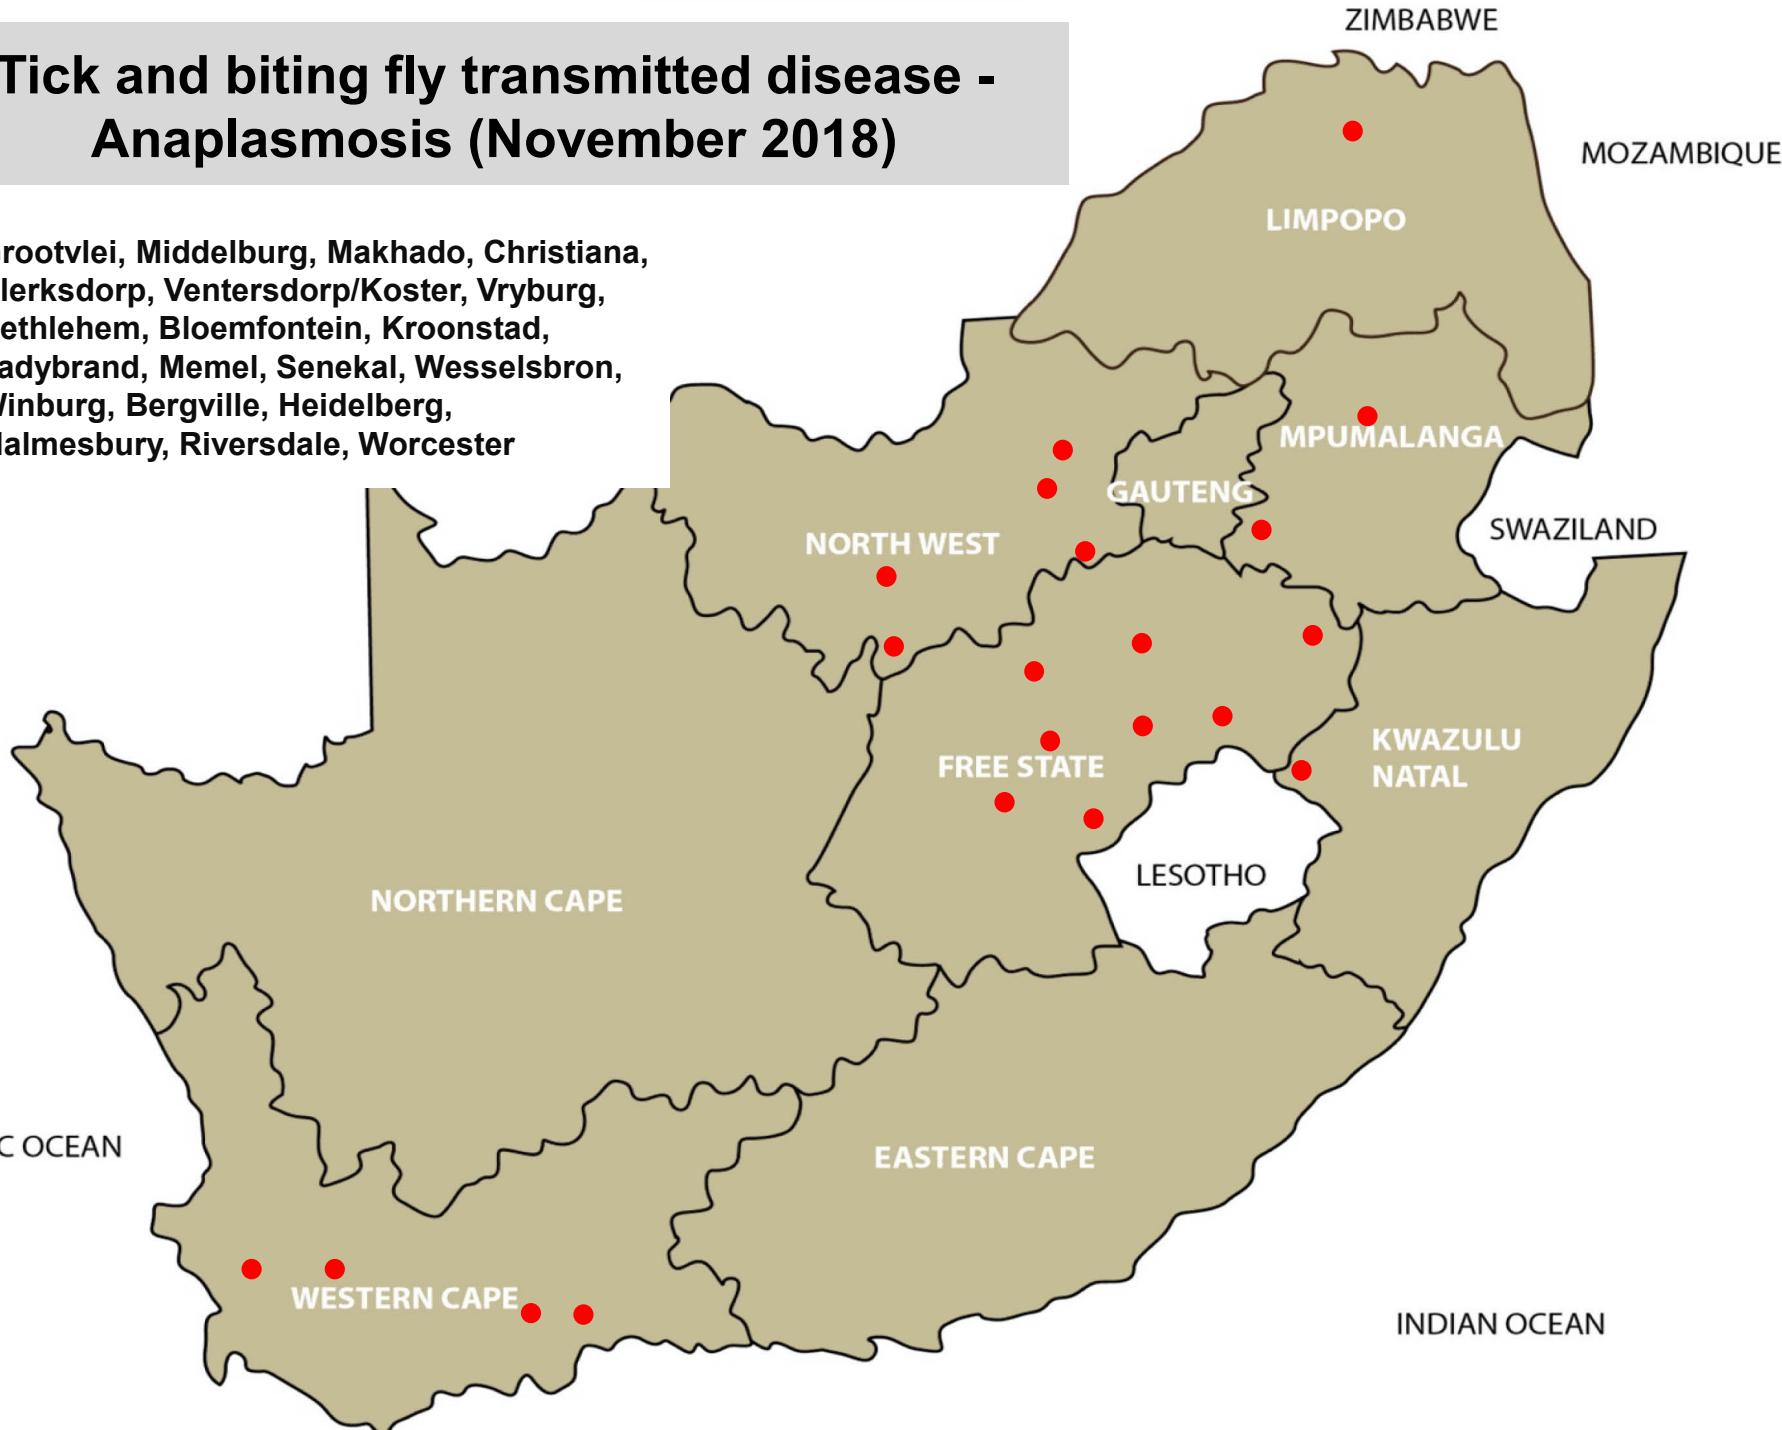 ZIMBABWE
Tick and biting fly transmitted disease -
Anaplasmosis (November 2018)
MOZAMBIQUE
LIMPOPO
rootvlei, Middelburg, Makhado, Christiana,
lerksdorp, Ventersdorp/Koster, Vryburg,
ethlehem, Bloemfontein, Kroonstad,
adybrand, Memel, Senekal, Wesselsbron,
Winburg, Bergville, Heidelberg,
almesbury, Riversdale, Worcester
MPUMALANGA
GAUTENG
SWAZILAND
NORTH WEST
KWAZULU
NATAL
FREE STATE
LESOTHO
NORTHERN CAPE
C OCEAN
EASTERN CAPE
WESTERN CAPE
INDIAN OCEAN